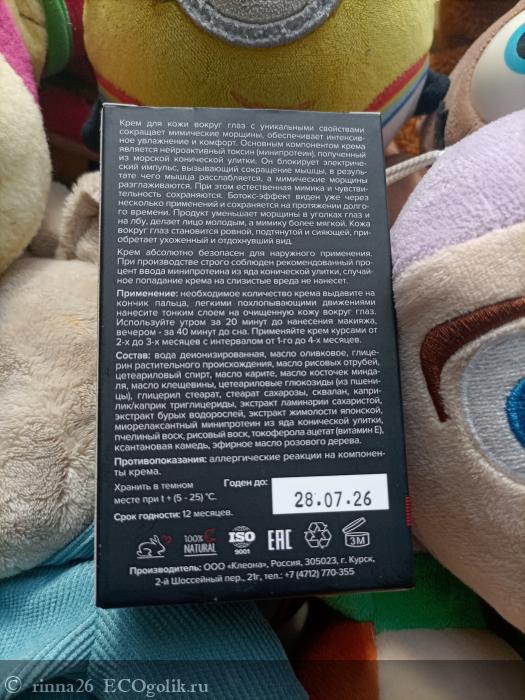 Крем для кожи вокруг глаз с уникальными свойствами
сокращает мимические морщины, обеспечивает интенсив-
ное увлажнение и комфорт. Основным компонентом крема
является нейроактивный токсин (минипротеин), полученный
из морской конической улитки. Он блокирует электриче-
ский импульс, вызывающий сокращение мышцы, в резуль-
тате чего мышца расслабляется, а мимические морщины
разглаживаются. При этом естественная мимика и чувстви-
тельность сохраняются. Ботокс-эффект виден уже через
несколько применений и сохраняется на протяжении долго-
го времени. Продукт уменьшает морщины в уголках глаз и
на лбу, делает лицо молодым, а мимику более мягкой. Кожа
вокруг глаз становится ровной, подтянутой и сияющей, при-
обретает ухоженный и отдохнувший вид.
Крем абсолютно безопасен для наружного применения.
При производстве строго соблюден рекомендованный про-
цент ввода минипротеина из яда конической улитки, случай-
ное попадание крема на слизистые вреда не нанесет.
Применение: необходимое количество крема выдавите на
кончик пальца, легкими похлопывающими движениями
нанесите тонким слоем на очищенную кожу вокруг глаз.
Используйте утром за 20 минут до нанесения макияжа,
вечером - за 40 минут до сна. Применяйте крем курсами от
2-х до 3-х месяцев с интервалом от 1-го до 4-х месяцев.
Состав: вода деионизированная, масло оливковое, глице-
рин растительного происхождения, масло рисовых отрубей,
цетеариловый спирт, масло карите, масло косточек минда-
ля, масло клещевины, цетеариловые глюкозиды (из пшени-
цы), глицерил стеарат, стеарат сахарозы, сквалан, капри-
лик/каприк триглицериды, экстракт ламинарии сахаристой,
экстракт бурых водорослей, экстракт жимолости японской,
миорелаксантный минипротеин из яда конической улитки,
пчелиный воск, рисовый воск, токоферола ацетат (витамин Е),
ксантановая камедь, эфирное масло розового дерева.
Противопоказания: аллергические реакции на компонен-
ты крема.
Хранить в темном
месте при t + (5 - 25) °C.
Годен до:
28.07.26
Срок годности: 12 месяцев.
100%
NATURAL
ISO
9001
EAC
3М
Производитель: ООО «Клеона», Россия, 305023, г. Курск,
2-й Шоссейный пер., 21г, тел.: +7 (4712) 770-355
© rinna26 ECOgolik.ru